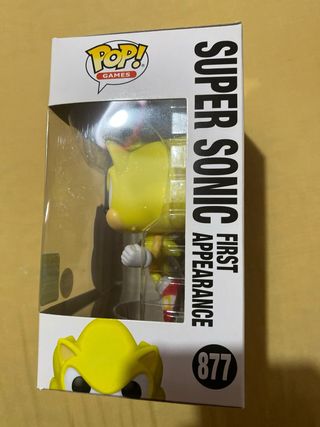 POP!
GAMES
SUPER SONIC
FIRST
APPEARANCE
877